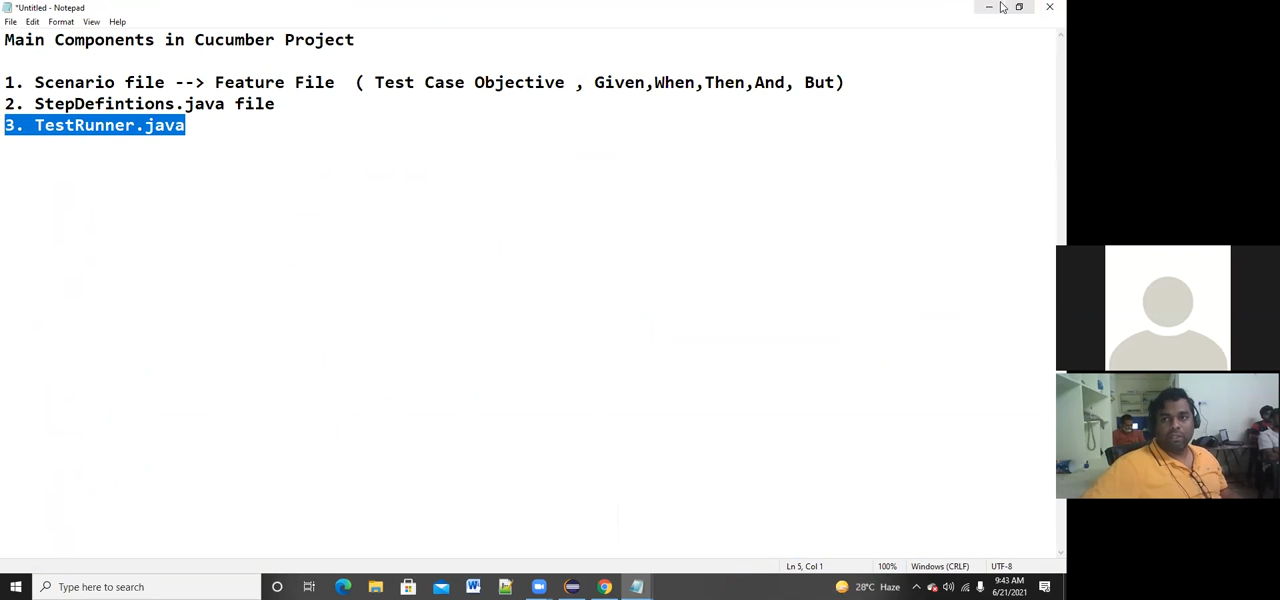 *Untitled - Notepad
File Edit Format View Help
Main Components in Cucumber Project
1. Scenario file --> Feature File ( Test Case Objective , Given,When,Then,And, But)
2. StepDefintions.java file
3. TestRunner.java
Ln 5, Col 1 100% Windows (CRLF) UTF-8
Type here to search
28°C Haze
9:43 AM
6/21/2021